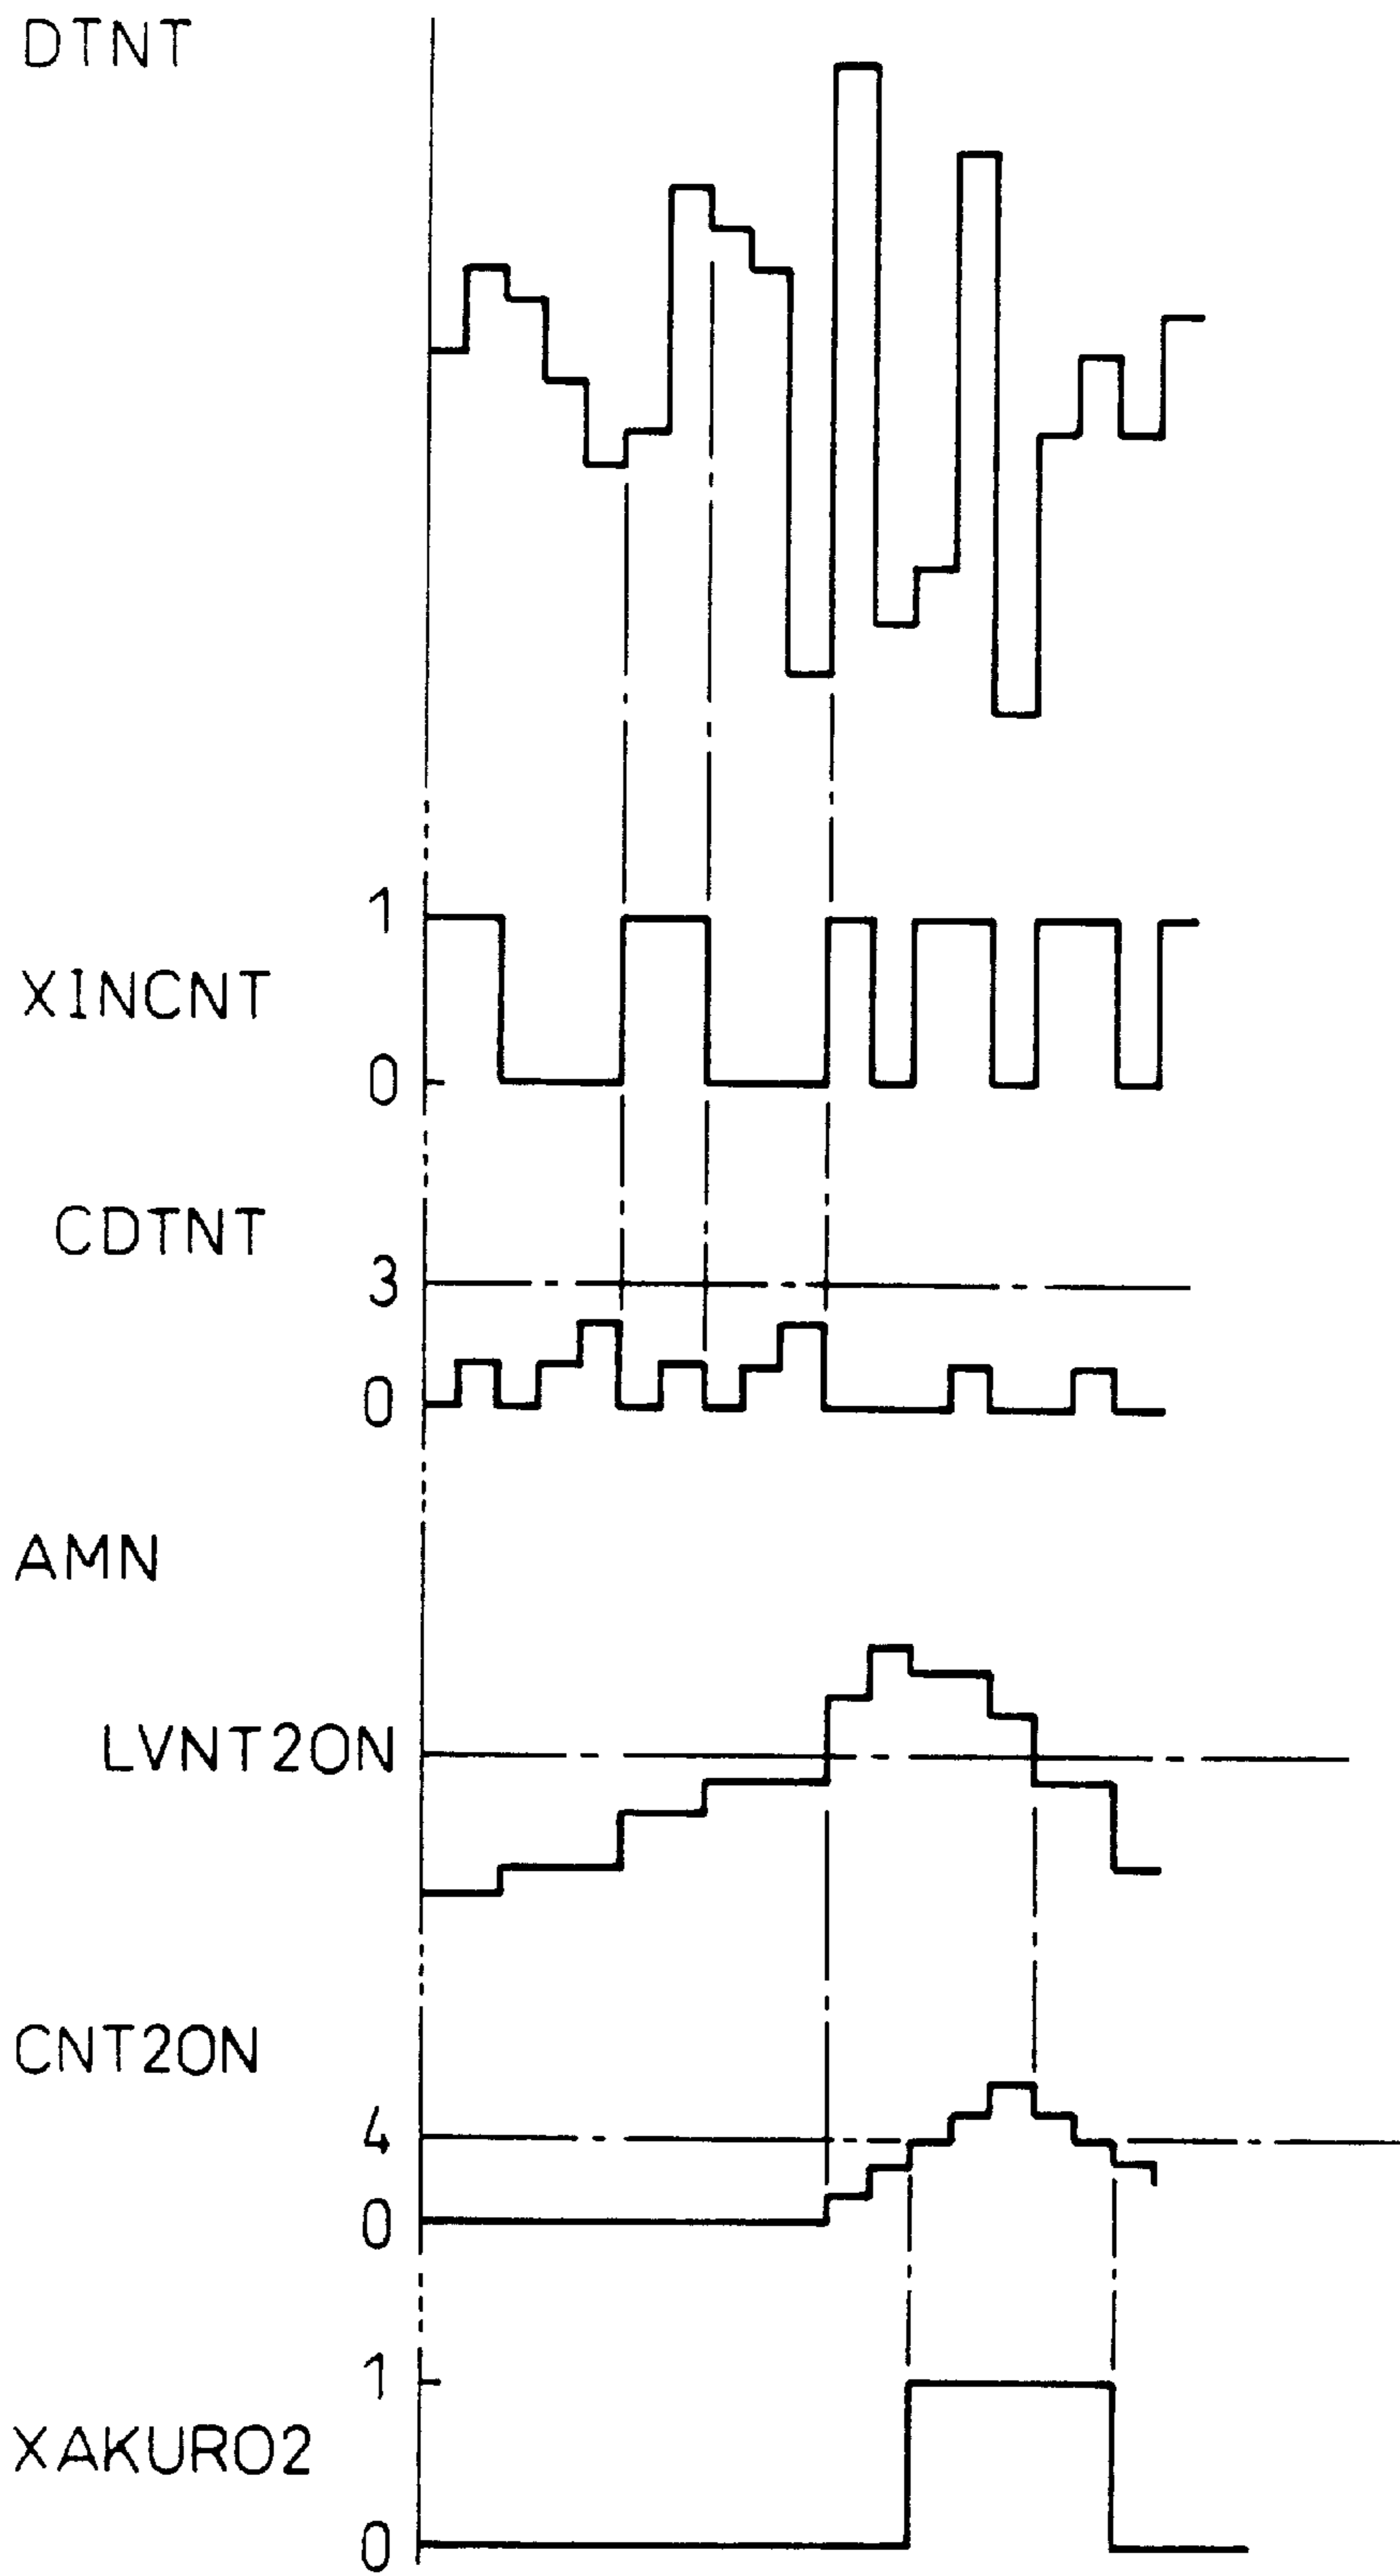 DTNT
1
XINCNT
0
CDTNT
3
0
AMN
LVNT2ON
CNT2ON
4
0
1
XAKURO2
0